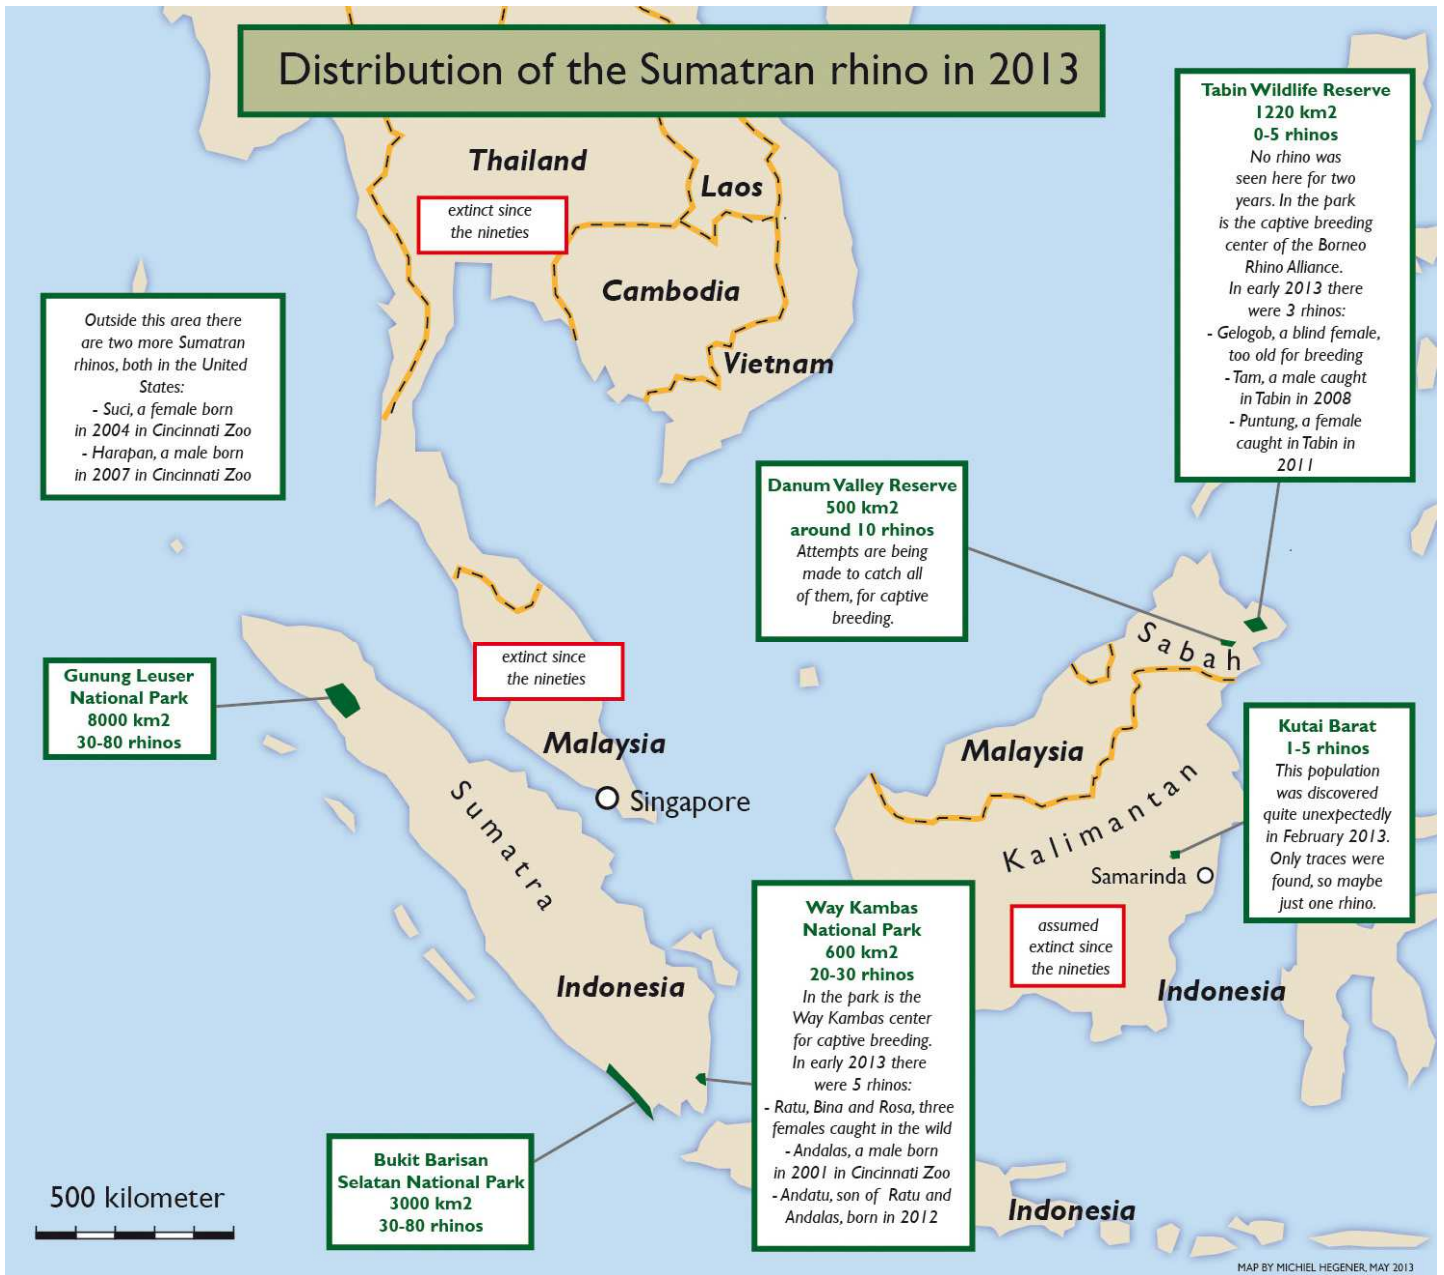 Distribution of the Sumatran rhino in 2013
Tabin Wildlife Reserve
1220 km2
0-5 rhinos
No rhino was
seen here for two
years. In the park
is the captive breeding
center of the Borneo
Rhino Alliance.
In early 2013 there
were 3 rhinos:
- Gelogob, a blind female,
too old for breeding
- Tam, a male caught
in Tabin in 2008
- Puntung, a female
caught in Tabin in
2011
Thailand
Laos
extinct since
the nineties
Cambodia
Vietnam
Outside this area there
are two more Sumatran
rhinos, both in the United
States:
- Suci, a female born
in 2004 in Cincinnati Zoo
- Harapan, a male born
in 2007 in Cincinnati Zoo
Danum Valley Reserve
500 km2
around 10 rhinos
Attempts are being
made to catch all
of them, for captive
breeding.
Sabah
extinct since
the nineties
Gunung Leuser
National Park
8000 km2
30-80 rhinos
Malaysia
Singapore
Sumatra
Malaysia
Kalimantan
Kutai Barat
1-5 rhinos
This population
was discovered
quite unexpectedly
in February 2013.
Only traces were
found, so maybe
just one rhino.
Samarinda
assumed
extinct since
the nineties
Indonesia
Indonesia
Way Kambas
National Park
600 km2
20-30 rhinos
In the park is the
Way Kambas center
for captive breeding.
In early 2013 there
were 5 rhinos:
- Ratu, Bina and Rosa, three
females caught in the wild
- Andalas, a male born
in 2001 in Cincinnati Zoo
- Andatu, son of Ratu and
Andalas, born in 2012
Bukit Barisan
Selatan National Park
3000 km2
30-80 rhinos
500 kilometer
Indonesia
MAP BY MICHIEL HEGENER, MAY 2013